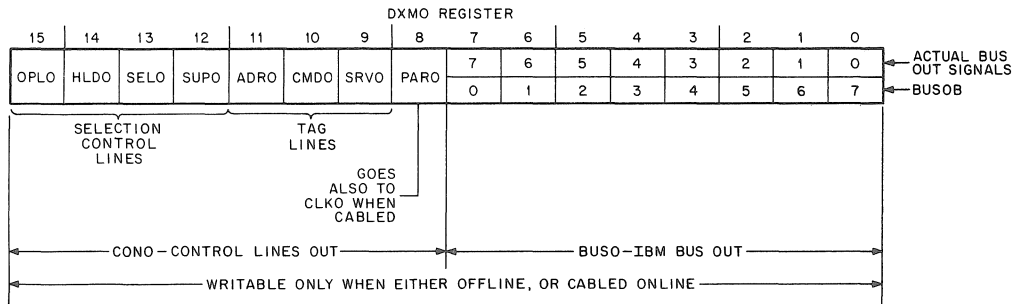 DXMO REGISTER
15 14 13 12 11 10 9 8 7 6 5 4 3 2 1 0
OPLO HLDO SELO SUPO ADRO CMDO SRVO PARO
7 6 5 4 3 2 1 0
ACTUAL BUS
OUT SIGNALS
0 1 2 3 4 5 6 7
BUSOB
SELECTION
CONTROL
LINES
TAG
LINES
GOES
ALSO TO
CLKO WHEN
CABLED
CONO-CONTROL LINES OUT
BUSO-IBM BUS OUT
WRITABLE ONLY WHEN EITHER OFFLINE, OR CABLED ONLINE